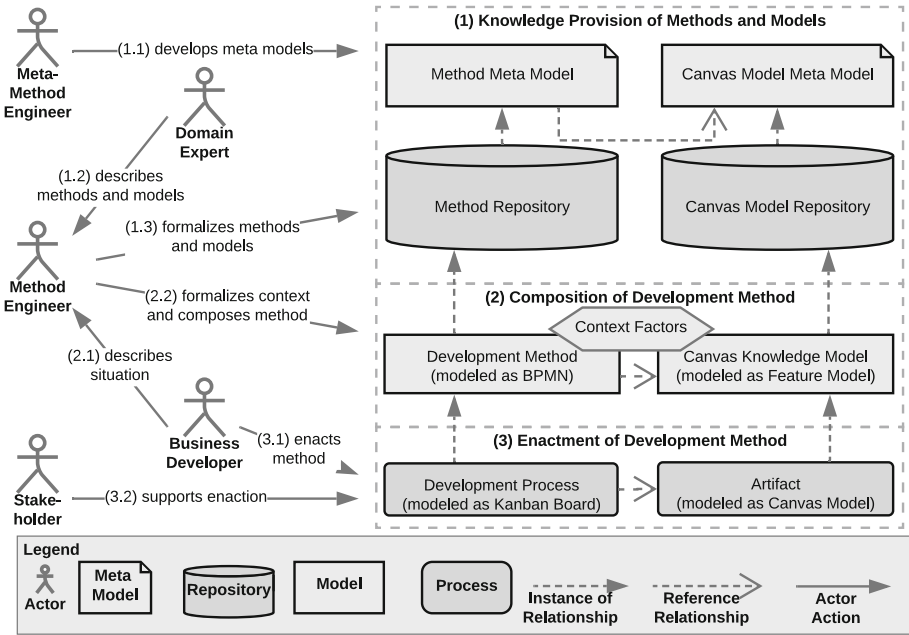 (1) Knowledge Provision of Methods and Models
(1.1) develops meta models
Meta-
Method
Engineer
Method Meta Model
Canvas Model Meta Model
Domain
Expert
(1.2) describes
methods and models
(1.3) formalizes methods
and models
Method Repository
Canvas Model Repository
Method
Engineer
(2.2) formalizes context
and composes method
(2) Composition of Development Method
Context Factors
(2.1) describes
situation
Development Method
(modeled as BPMN)
Canvas Knowledge Model
(modeled as Feature Model)
Business
Developer
(3.1) enacts
method
(3) Enactment of Development Method
Stake-
holder
(3.2) supports enaction
Development Process
(modeled as Kanban Board)
Artifact
(modeled as Canvas Model)
Legend
Actor
Meta
Model
Repository
Model
Process
Instance of
Relationship
Reference
Relationship
Actor
Action